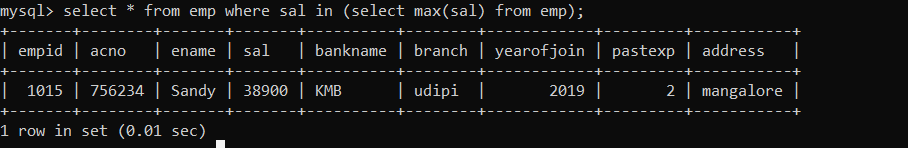 mysql> select * from emp where sal in (select max(sal) from emp);
+-------+--------+-------+-------+----------+--------+------------+---------+-----------+
| empid | acno   | ename | sal   | bankname | branch | yearofjoin | pastexp | address   |
+-------+--------+-------+-------+----------+--------+------------+---------+-----------+
|  1015 | 756234 | Sandy | 38900 | KMB      | udipi  |       2019 |       2 | mangalore |
+-------+--------+-------+-------+----------+--------+------------+---------+-----------+
1 row in set (0.01 sec)